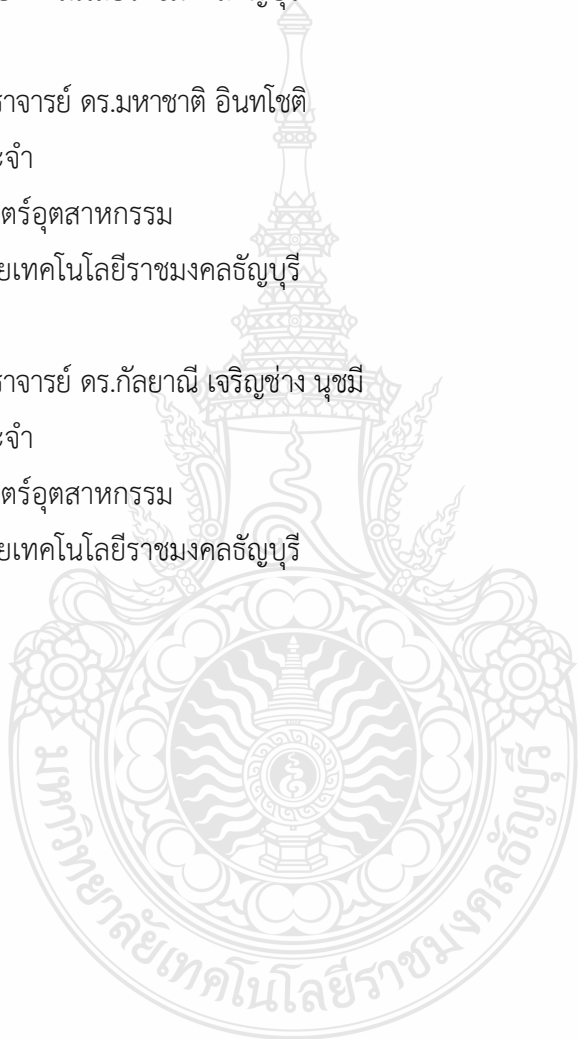 าจารย์ ดร.มหาชาติ อินทโชติ
ะจำ
ตร์อุตสาหกรรม
ยเทคโนโลยีราชมงคลธัญบุรี
าจารย์ ดร.กัลยาณี เจริญช่าง นุชมี
ะจำ
ตร์อุตสาหกรรม
ยเทคโนโลยีราชมงคลธัญบุรี
มหาวิทยาลัยเทคโนโลยีราชมงคลธัญบุรี